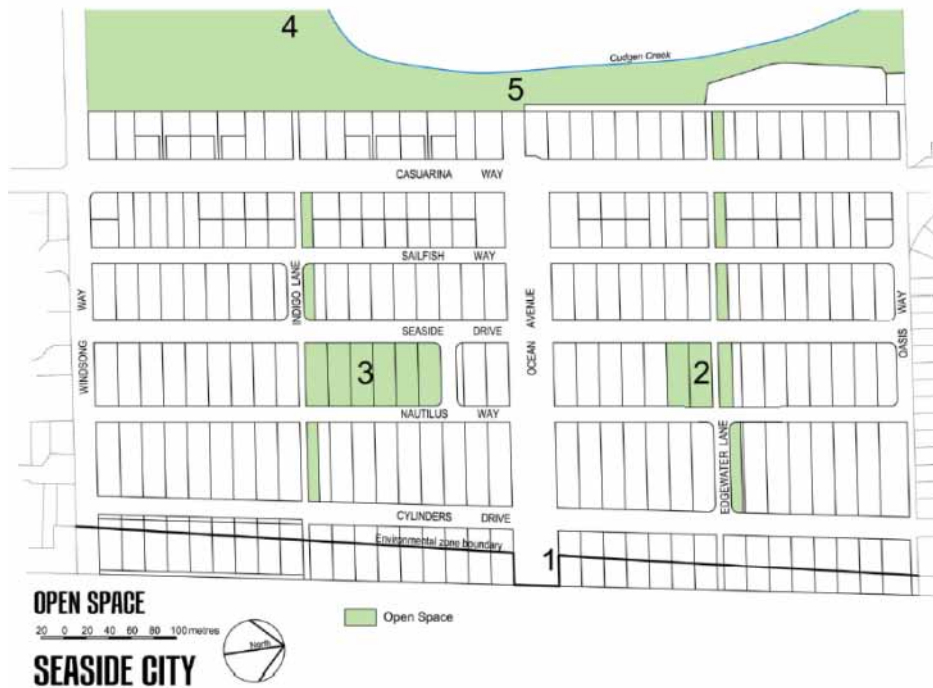 4
Cudgen Creek
5
CASUARINA WAY
SAILFISH WAY
INDIGO LANE
WAY
WINDSONG
OCEAN AVENUE
WAY
OASIS
SEASIDE DRIVE
3
2
NAUTILUS WAY
EDGEWATER LANE
CYLINDERS DRIVE
Environmental zone boundary
1
OPEN SPACE
20 0 20 40 60 80 100 metres
North
Open Space
SEASIDE CITY